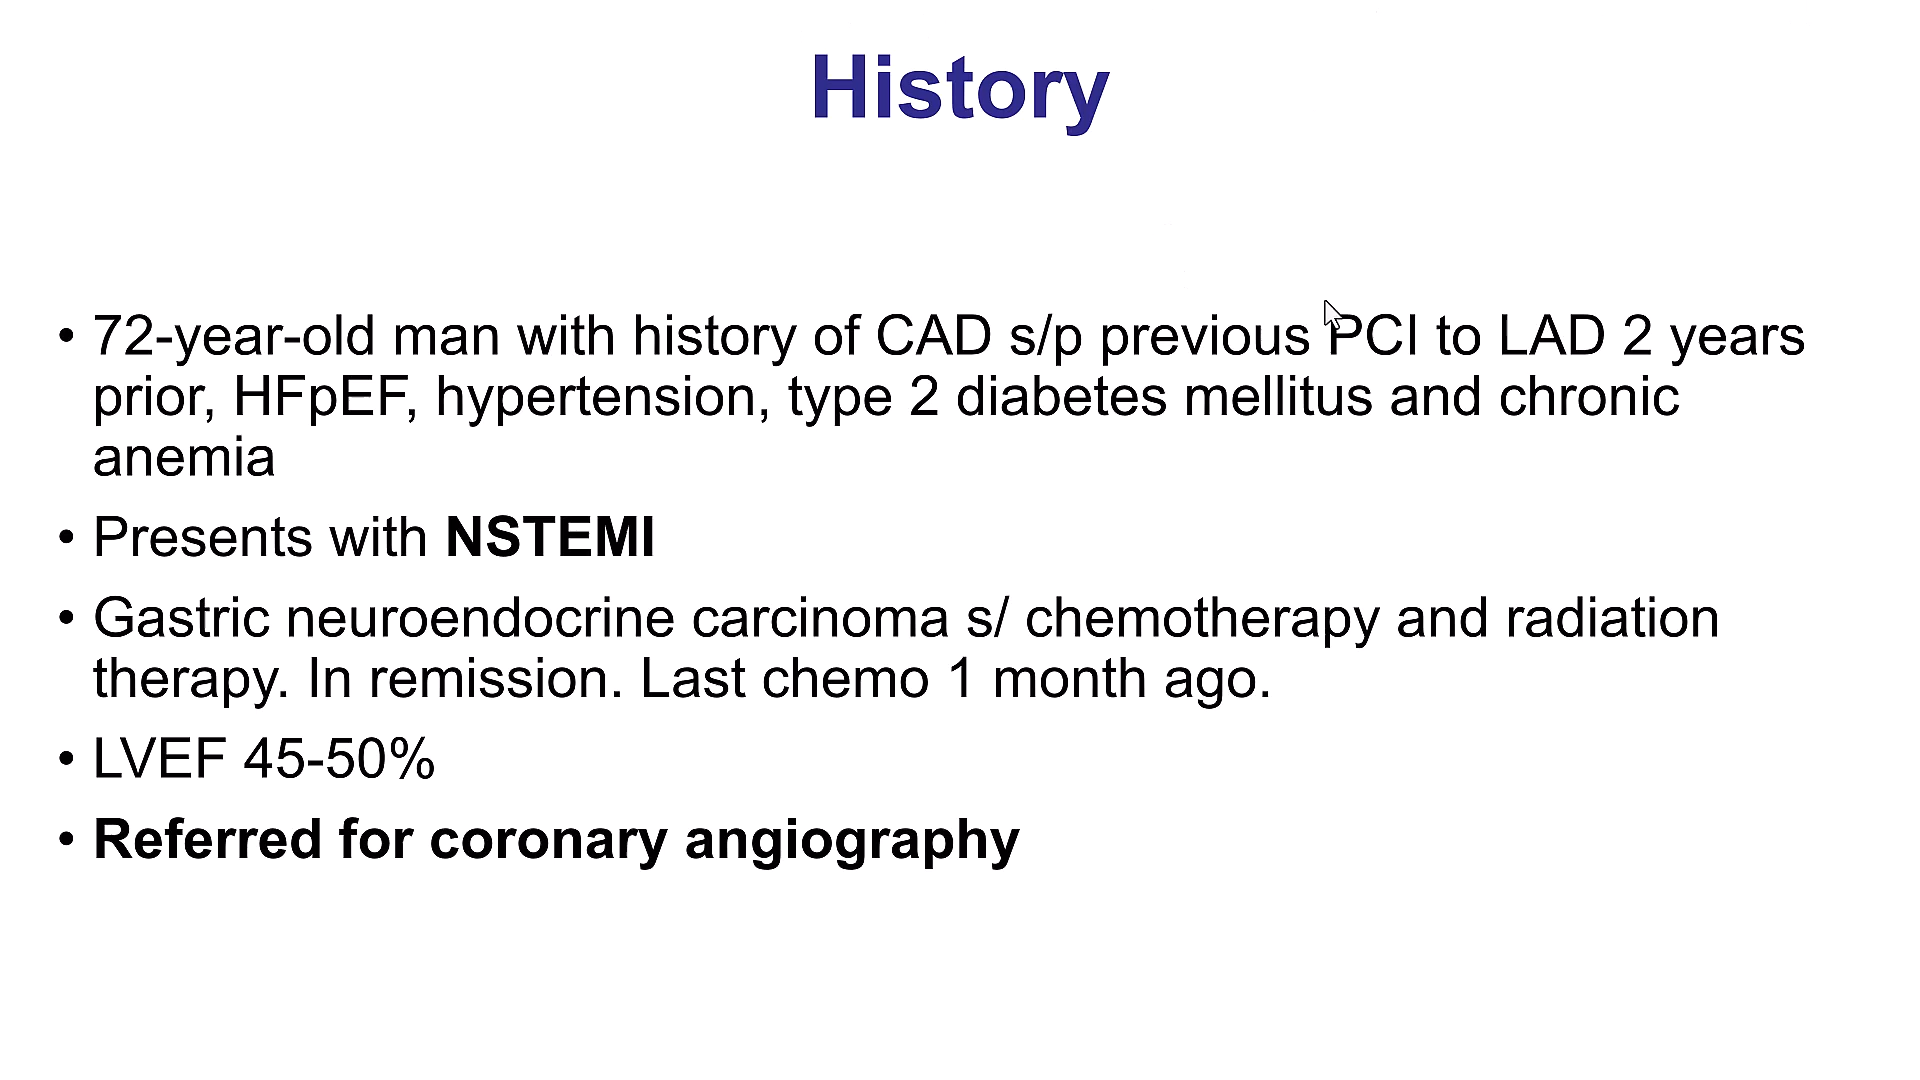 History
• 72-year-old man with history of CAD s/p previous PCI to LAD 2 years
prior, HFpEF, hypertension, type 2 diabetes mellitus and chronic
anemia
• Presents with NSTEMI
• Gastric neuroendocrine carcinoma s/ chemotherapy and radiation
therapy. In remission. Last chemo 1 month ago.
• LVEF 45-50%
• Referred for coronary angiography